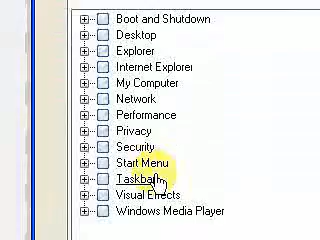 Boot and Shutdown
Desktop
Explorer
Internet Explorer
My Computer
Network
Performance
Privacy
Security
Start Menu
Taskbar
Visual Effects
Windows Media Player